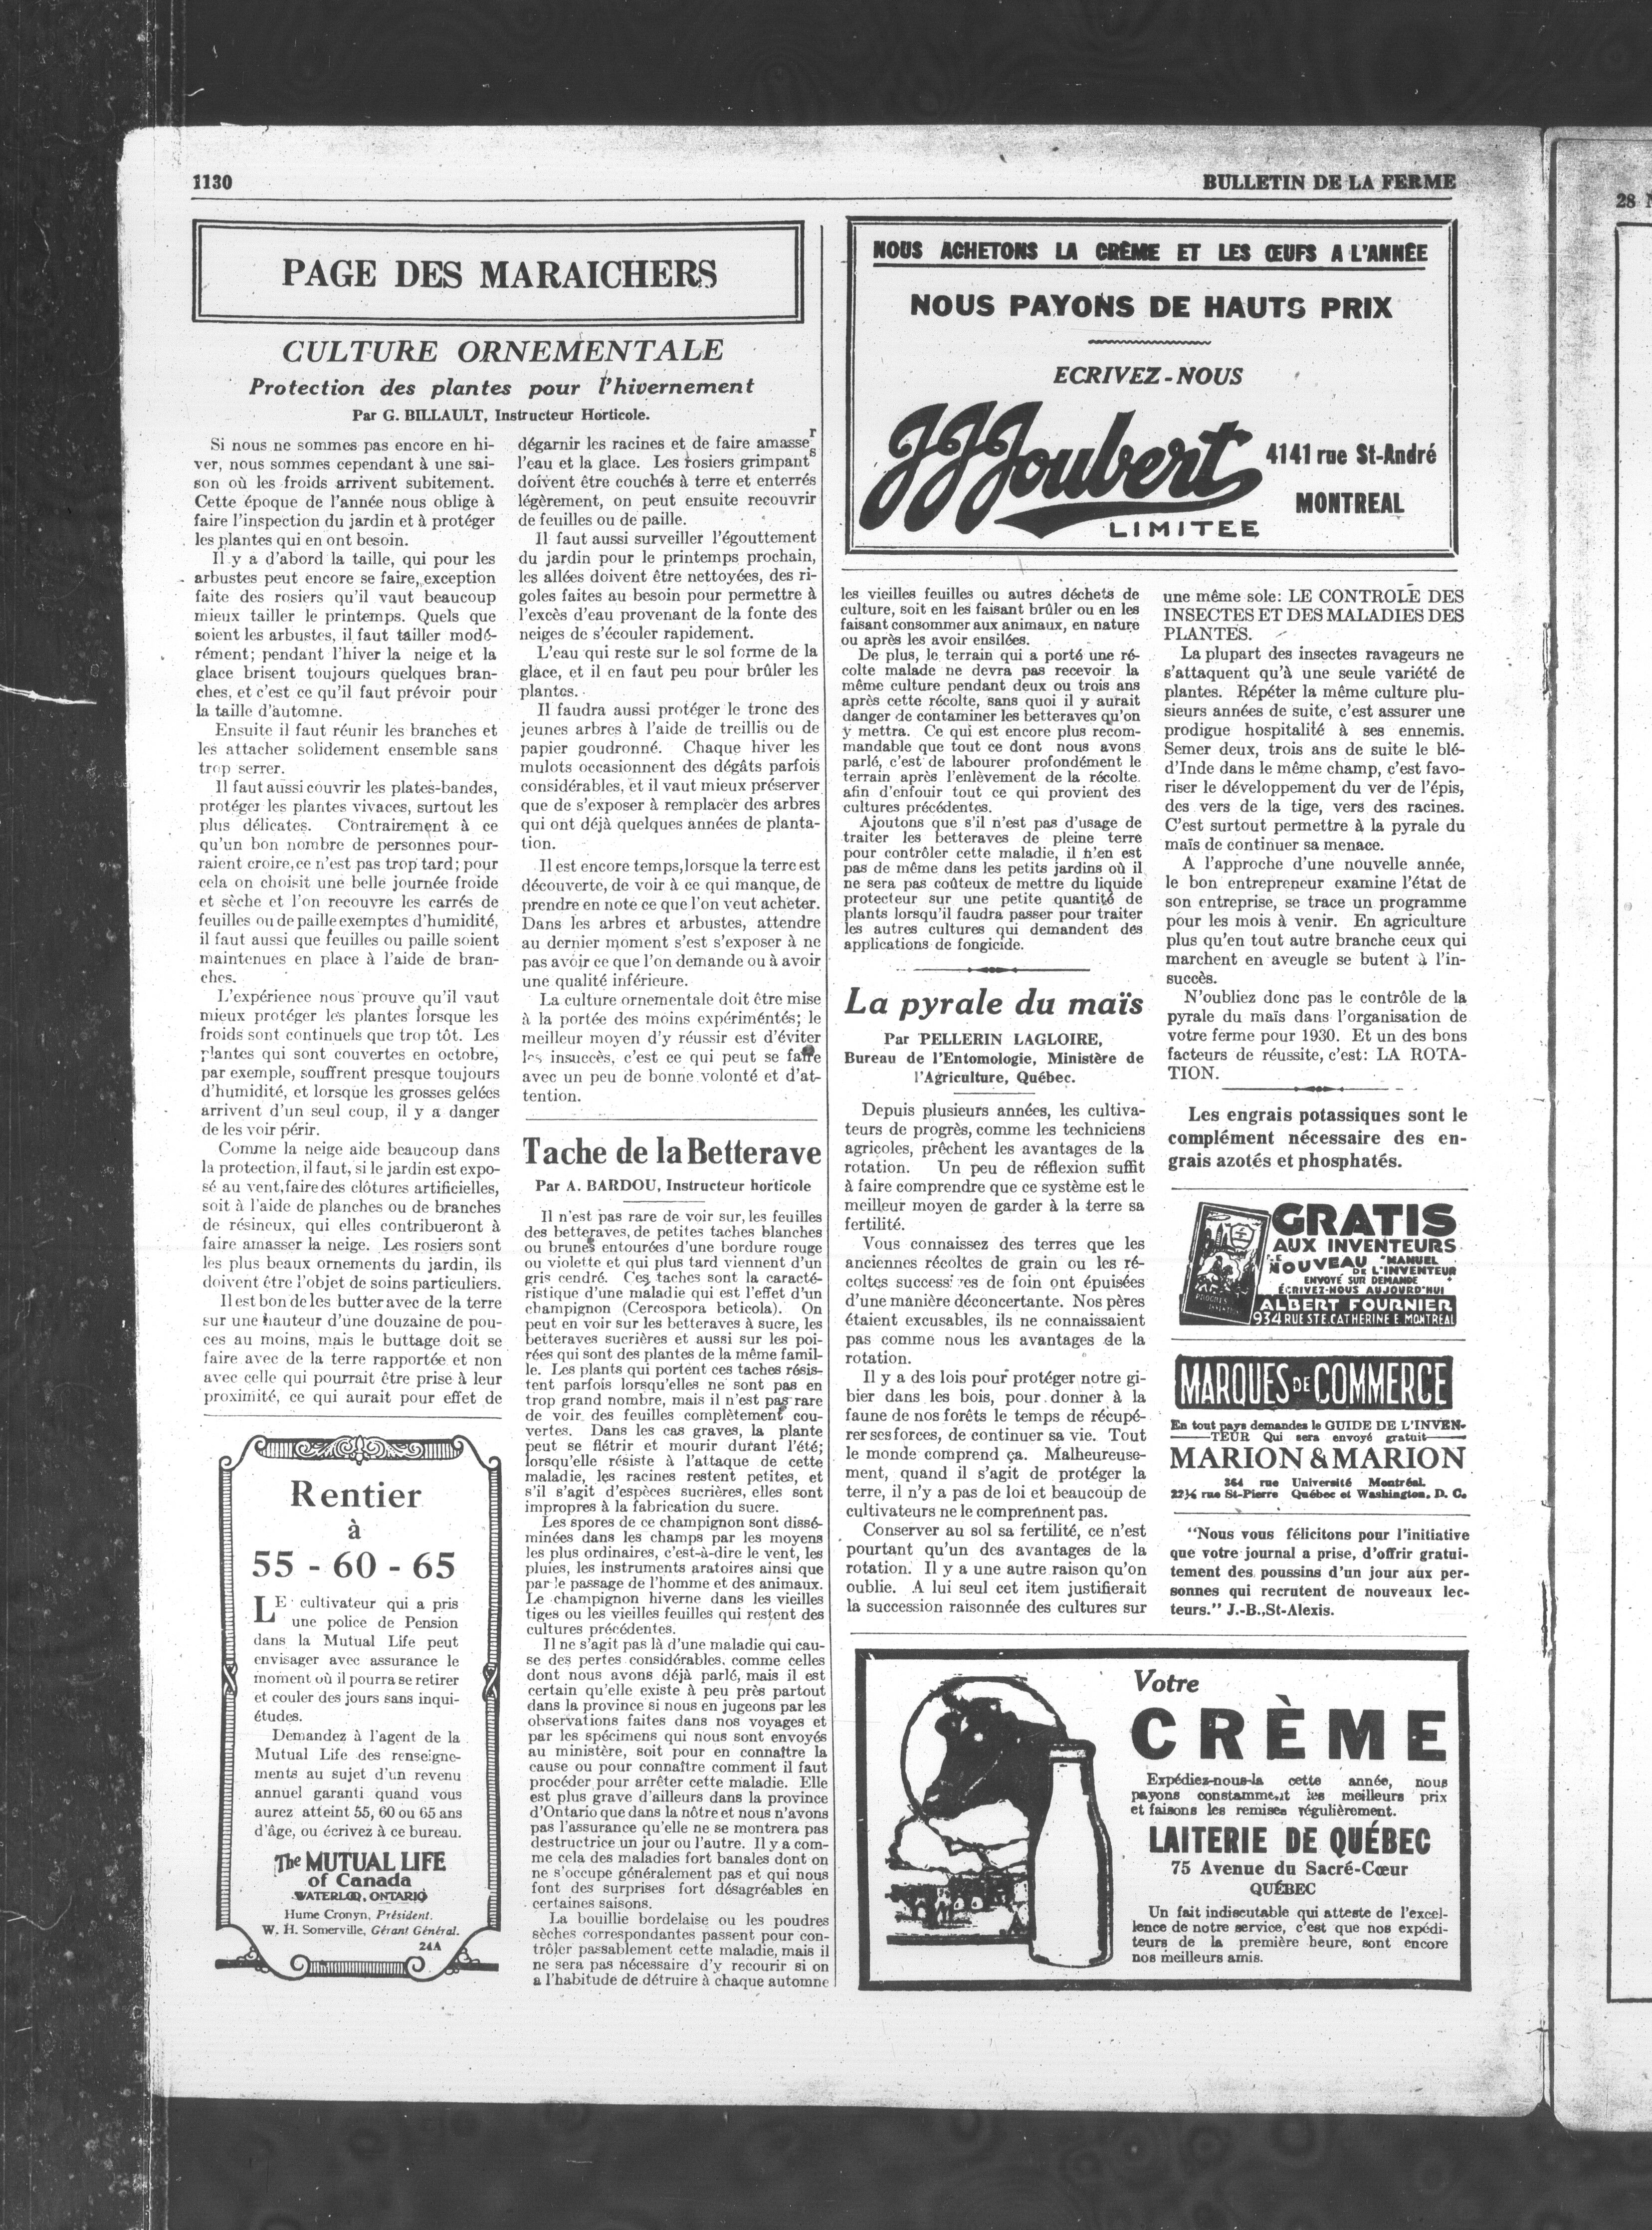 1130
BULLETIN DE LA FERME
PAGE DES MARAICHERS
CULTURE ORNEMENTALE
Protection des plantes pour l'hivernement
Par G. BILLAULT, Instructeur Horticole.
Si nous ne sommes pas encore en hi-
ver, nous sommes cependant à une sai-
son où les froids arrivent subitement.
Cette époque de l'année nous oblige à
faire l'inspection du jardin et à protéger
les plantes qui en ont besoin.
Il y a d'abord la taille, qui pour les
arbustes peut encore se faire, exception
faite des rosiers qu'il vaut beaucoup
mieux tailler le printemps. Quels que
soient les arbustes, il faut tailler modé-
rément; pendant l'hiver la neige et la
glace brisent toujours quelques bran-
ches, et c'est ce qu'il faut prévoir pour
la taille d'automne.
Ensuite il faut réunir les branches et
les attacher solidement ensemble sans
trop serrer.
Il faut aussi couvrir les plates-bandes,
protéger les plantes vivaces, surtout les
plus délicates. Contrairement à ce
qu'un bon nombre de personnes pour-
raient croire, ce n'est pas trop tard; pour
cela on choisit une belle journée froide
et sèche et l'on recouvre les carrés de
feuilles ou de paille exemptes d'humidité,
il faut aussi que feuilles ou paille soient
maintenues en place à l'aide de bran-
ches.
L'expérience nous prouve qu'il vaut
mieux protéger les plantes lorsque les
froids sont continuels que trop tôt. Les
plantes qui sont couvertes en octobre,
par exemple, souffrent presque toujours
d'humidité, et lorsque les grosses gelées
arrivent d'un seul coup, il y a danger
de les voir périr.
Comme la neige aide beaucoup dans
la protection, il faut, si le jardin est expo-
sé au vent, faire des clôtures artificielles,
soit à l'aide de planches ou de branches
de résineux, qui elles contribueront à
faire amasser la neige. Les rosiers sont
les plus beaux ornements du jardin, ils
doivent être l'objet de soins particuliers.
Il est bon de les butter avec de la terre
sur une hauteur d'une douzaine de pou-
ces au moins, mais le buttage doit se
faire avec de la terre rapportée et non
avec celle qui pourrait être prise à leur
proximité, ce qui aurait pour effet de
Rentier
à
55 - 60 - 65
LE cultivateur qui a pris
une police de Pension
dans la Mutual Life peut
envisager avec assurance le
moment où il pourra se retirer
et couler des jours sans inqui-
études.
Demandez à l'agent de la
Mutual Life des renseigne-
ments au sujet d'un revenu
annuel garanti quand vous
aurez atteint 55, 60 ou 65 ans
d'âge, ou écrivez à ce bureau.
The MUTUAL LIFE
of Canada
WATERLOO, ONTARIO
Hume Cronyn, Président.
W. H. Somerville, Gérant Général.
24A
dégarnir les racines et de faire amasser
l'eau et la glace. Les rosiers grimpants
doivent être couchés à terre et enterrés
légèrement, on peut ensuite recouvrir
de feuilles ou de paille.
Il faut aussi surveiller l'égouttement
du jardin pour le printemps prochain,
les allées doivent être nettoyées, des ri-
goles faites au besoin pour permettre à
l'excès d'eau provenant de la fonte des
neiges de s'écouler rapidement.
L'eau qui reste sur le sol forme de la
glace, et il en faut peu pour brûler les
plantes.
Il faudra aussi protéger le tronc des
jeunes arbres à l'aide de treillis ou de
papier goudronné. Chaque hiver les
mulots occasionnent des dégâts parfois
considérables, et il vaut mieux préserver
que de s'exposer à remplacer des arbres
qui ont déjà quelques années de planta-
tion.
Il est encore temps, lorsque la terre est
découverte, de voir à ce qui manque, de
prendre en note ce que l'on veut acheter.
Dans les arbres et arbustes, attendre
au dernier moment s'est s'exposer à ne
pas avoir ce que l'on demande ou à avoir
une qualité inférieure.
La culture ornementale doit être mise
à la portée des moins expérimentés; le
meilleur moyen d'y réussir est d'éviter
les insuccès, c'est ce qui peut se faire
avec un peu de bonne volonté et d'at-
tention.
Tache de la Betterave
Par A. BARDOU, Instructeur horticole
Il n'est pas rare de voir sur, les feuilles
des betteraves, de petites taches blanches
ou brunes entourées d'une bordure rouge
ou violette et qui plus tard viennent d'un
gris cendré. Ces taches sont la caracté-
ristique d'une maladie qui est l'effet d'un
champignon (Cercospora beticola). On
peut en voir sur les betteraves à sucre, les
betteraves sucrières et aussi sur les poi-
rées qui sont des plantes de la même famil-
le. Les plants qui portent ces taches résis-
tent parfois lorsqu'elles ne sont pas en
trop grand nombre, mais il n'est pas rare
de voir des feuilles complètement cou-
vertes. Dans les cas graves, la plante
peut se flétrir et mourir durant l'été;
lorsqu'elle résiste à l'attaque de cette
maladie, les racines restent petites, et
s'il s'agit d'espèces sucrières, elles sont
impropres à la fabrication du sucre.
Les spores de ce champignon sont dissé-
minées dans les champs par les moyens
les plus ordinaires, c'est-à-dire le vent, les
pluies, les instruments aratoires ainsi que
par le passage de l'homme et des animaux.
Le champignon hiverne dans les vieilles
tiges ou les vieilles feuilles qui restent des
cultures précédentes.
Il ne s'agit pas là d'une maladie qui cau-
se des pertes considérables, comme celles
dont nous avons déjà parlé, mais il est
certain qu'elle existe à peu près partout
dans la province si nous en jugeons par les
observations faites dans nos voyages et
par les spécimens qui nous sont envoyés
au ministère, soit pour en connaître la
cause ou pour connaître comment il faut
procéder pour arrêter cette maladie. Elle
est plus grave d'ailleurs dans la province
d'Ontario que dans la nôtre et nous n'avons
pas l'assurance qu'elle ne se montrera pas
destructrice un jour ou l'autre. Il y a com-
me cela des maladies fort banales dont on
ne s'occupe généralement pas et qui nous
font des surprises fort désagréables en
certaines saisons.
La bouillie bordelaise ou les poudres
sèches correspondantes passent pour con-
trôler passablement cette maladie, mais il
ne sera pas nécessaire d'y recourir si on
a l'habitude de détruire à chaque automne
NOUS ACHETONS LA CRÈME ET LES ŒUFS A L'ANNÉE
NOUS PAYONS DE HAUTS PRIX
ECRIVEZ-NOUS
JJJoubert
LIMITEE
4141 rue St-André
MONTREAL
les vieilles feuilles ou autres déchets de
culture, soit en les faisant brûler ou en les
faisant consommer aux animaux, en nature
ou après les avoir ensilées.
De plus, le terrain qui a porté une ré-
colte malade ne devra pas recevoir la
même culture pendant deux ou trois ans
après cette récolte, sans quoi il y aurait
danger de contaminer les betteraves qu'on
y mettra. Ce qui est encore plus recom-
mandable que tout ce dont nous avons
parlé, c'est de labourer profondément le
terrain après l'enlèvement de la récolte
afin d'enfouir tout ce qui provient des
cultures précédentes.
Ajoutons que s'il n'est pas d'usage de
traiter les betteraves de pleine terre
pour contrôler cette maladie, il n'en est
pas de même dans les petits jardins où il
ne sera pas coûteux de mettre du liquide
protecteur sur une petite quantité de
plants lorsqu'il faudra passer pour traiter
les autres cultures qui demandent des
applications de fongicide.
La pyrale du maïs
Par PELLERIN LAGLOIRE,
Bureau de l'Entomologie, Ministère de
l'Agriculture, Québec.
Depuis plusieurs années, les cultiva-
teurs de progrès, comme les techniciens
agricoles, prêchent les avantages de la
rotation. Un peu de réflexion suffit
à faire comprendre que ce système est le
meilleur moyen de garder à la terre sa
fertilité.
Vous connaissez des terres que les
anciennes récoltes de grain ou les ré-
coltes successives de foin ont épuisées
d'une manière déconcertante. Nos pères
étaient excusables, ils ne connaissaient
pas comme nous les avantages de la
rotation.
Il y a des lois pour protéger notre gi-
bier dans les bois, pour donner à la
faune de nos forêts le temps de récupé-
rer ses forces, de continuer sa vie. Tout
le monde comprend ça. Malheureuse-
ment, quand il s'agit de protéger la
terre, il n'y a pas de loi et beaucoup de
cultivateurs ne le comprennent pas.
Conserver au sol sa fertilité, ce n'est
pourtant qu'un des avantages de la
rotation. Il y a une autre raison qu'on
oublie. A lui seul cet item justifierait
la succession raisonnée des cultures sur
une même sole: LE CONTROLE DES
INSECTES ET DES MALADIES DES
PLANTES.
La plupart des insectes ravageurs ne
s'attaquent qu'à une seule variété de
plantes. Répéter la même culture plu-
sieurs années de suite, c'est assurer une
prodigue hospitalité à ses ennemis.
Semer deux, trois ans de suite le blé-
d'Inde dans le même champ, c'est favo-
riser le développement du ver de l'épis,
des vers de la tige, vers des racines.
C'est surtout permettre à la pyrale du
maïs de continuer sa menace.
A l'approche d'une nouvelle année,
le bon entrepreneur examine l'état de
son entreprise, se trace un programme
pour les mois à venir. En agriculture
plus qu'en tout autre branche ceux qui
marchent en aveugle se butent à l'in-
succès.
N'oubliez donc pas le contrôle de la
pyrale du maïs dans l'organisation de
votre ferme pour 1930. Et un des bons
facteurs de réussite, c'est: LA ROTA-
TION.
Les engrais potassiques sont le
complément nécessaire des en-
grais azotés et phosphatés.
GRATIS
AUX INVENTEURS
LE NOUVEAU "MANUEL
DE L'INVENTEUR
ENVOYÉ SUR DEMANDE
ÉCRIVEZ-NOUS AUJOURD'HUI
ALBERT FOURNIER
934 RUE STE. CATHERINE E. MONTRÉAL
MARQUES DE COMMERCE
En tout pays demandes le GUIDE DE L'INVEN-
TEUR Qui sera envoyé gratuit
MARION & MARION
364 rue Université Montréal.
22½ rue St-Pierre Québec et Washington, D. C.
"Nous vous félicitons pour l'initiative
que votre journal a prise, d'offrir gratui-
tement des poussins d'un jour aux per-
sonnes qui recrutent de nouveaux lec-
teurs." J.-B., St-Alexis.
Votre
CRÈME
Expédiez-nous-la cette année, nous
payons constamment les meilleurs prix
et faisons les remises régulièrement.
LAITERIE DE QUÉBEC
75 Avenue du Sacré-Cœur
QUÉBEC
Un fait indiscutable qui atteste de l'excel-
lence de notre service, c'est que nos expédi-
teurs de la première heure, sont encore
nos meilleurs amis.
28